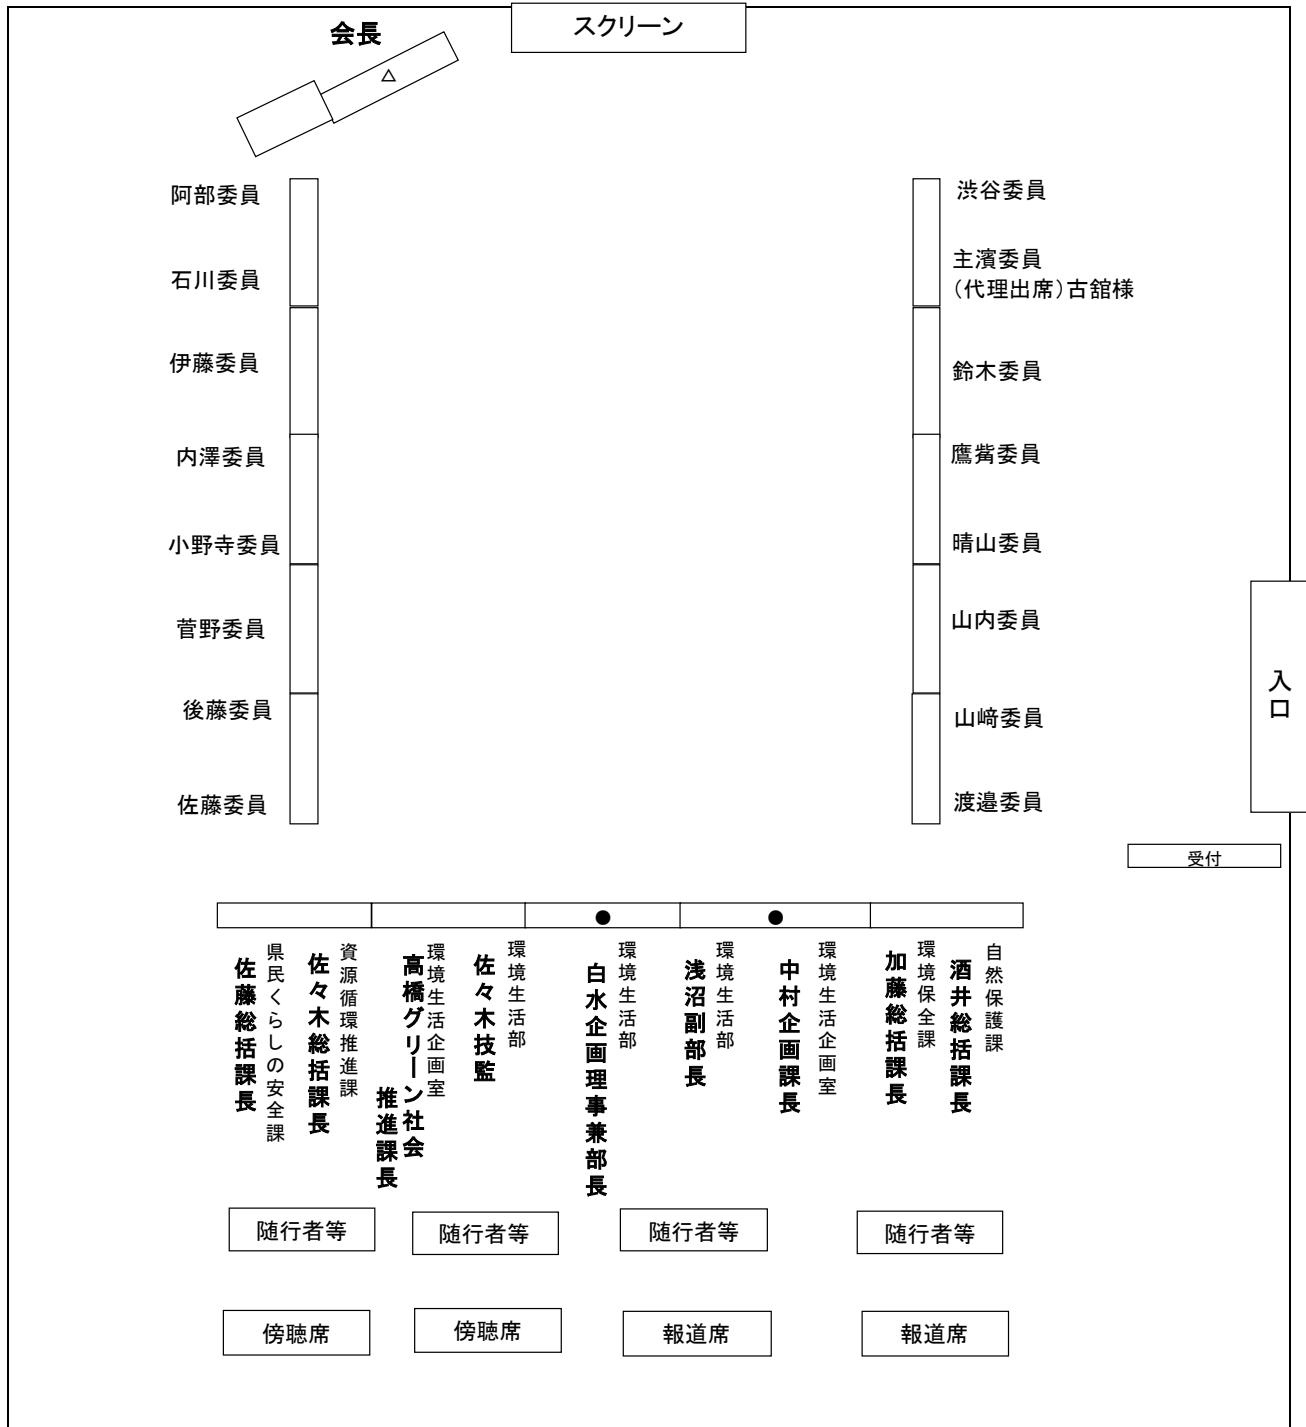 スクリーン
会長
△
阿部委員
石川委員
伊藤委員
内澤委員
小野寺委員
菅野委員
後藤委員
佐藤委員
渋谷委員
主濱委員
（代理出席）古舘様
鈴木委員
鷹觜委員
晴山委員
山内委員
山﨑委員
渡邉委員
入口
受付
●
●
県民くらしの安全課
佐藤総括課長
資源循環推進課
佐々木総括課長
環境生活企画室
高橋グリーン社会
推進課長
環境生活部
佐々木技監
環境生活部
白水企画理事兼部長
環境生活部
浅沼副部長
環境生活企画室
中村企画課長
環境保全課
加藤総括課長
自然保護課
酒井総括課長
随行者等
随行者等
随行者等
随行者等
傍聴席
傍聴席
報道席
報道席